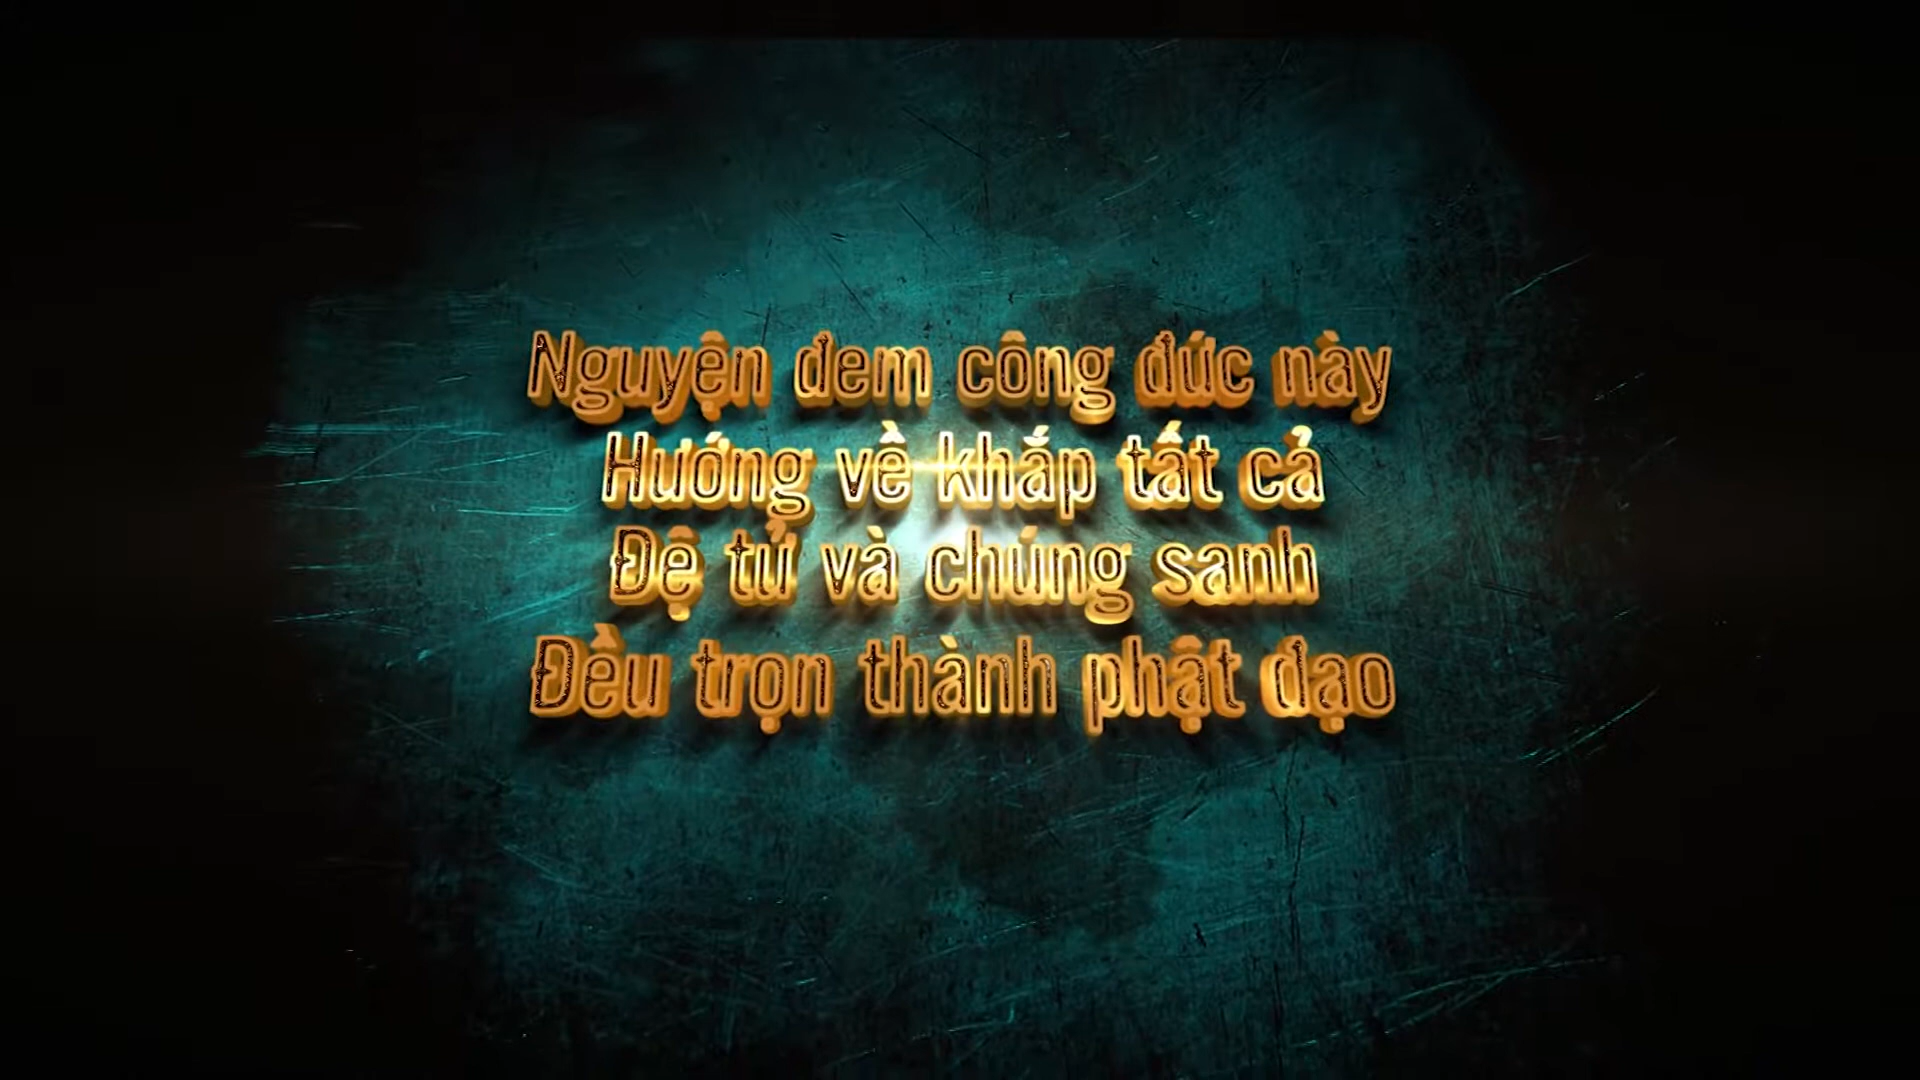 Nguyện đem công đức này
Hướng về khắp tất cả
Đệ tử và chúng sanh
Đều trọn thành phật đạo